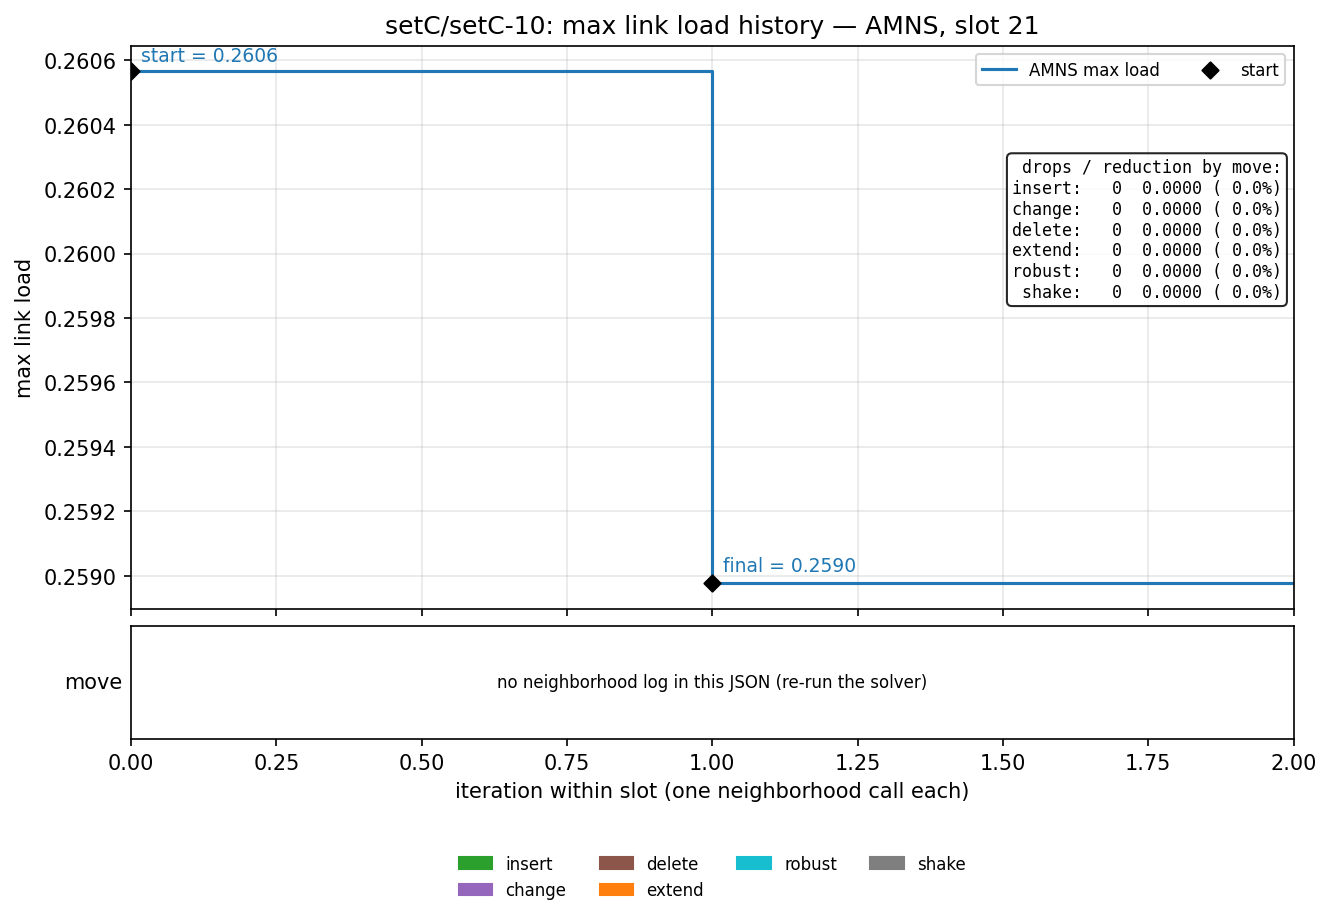 setC/setC-10: max link load history — AMNS, slot 21
start = 0.2606
AMNS max load
start
0.2606
0.2604
0.2602
0.2600
0.2598
0.2596
0.2594
0.2592
0.2590
max link load
drops / reduction by move:
insert: 0 0.0000 ( 0.0%)
change: 0 0.0000 ( 0.0%)
delete: 0 0.0000 ( 0.0%)
extend: 0 0.0000 ( 0.0%)
robust: 0 0.0000 ( 0.0%)
shake: 0 0.0000 ( 0.0%)
final = 0.2590
move
no neighborhood log in this JSON (re-run the solver)
0.00 0.25 0.50 0.75 1.00 1.25 1.50 1.75 2.00
iteration within slot (one neighborhood call each)
insert delete robust shake
change extend